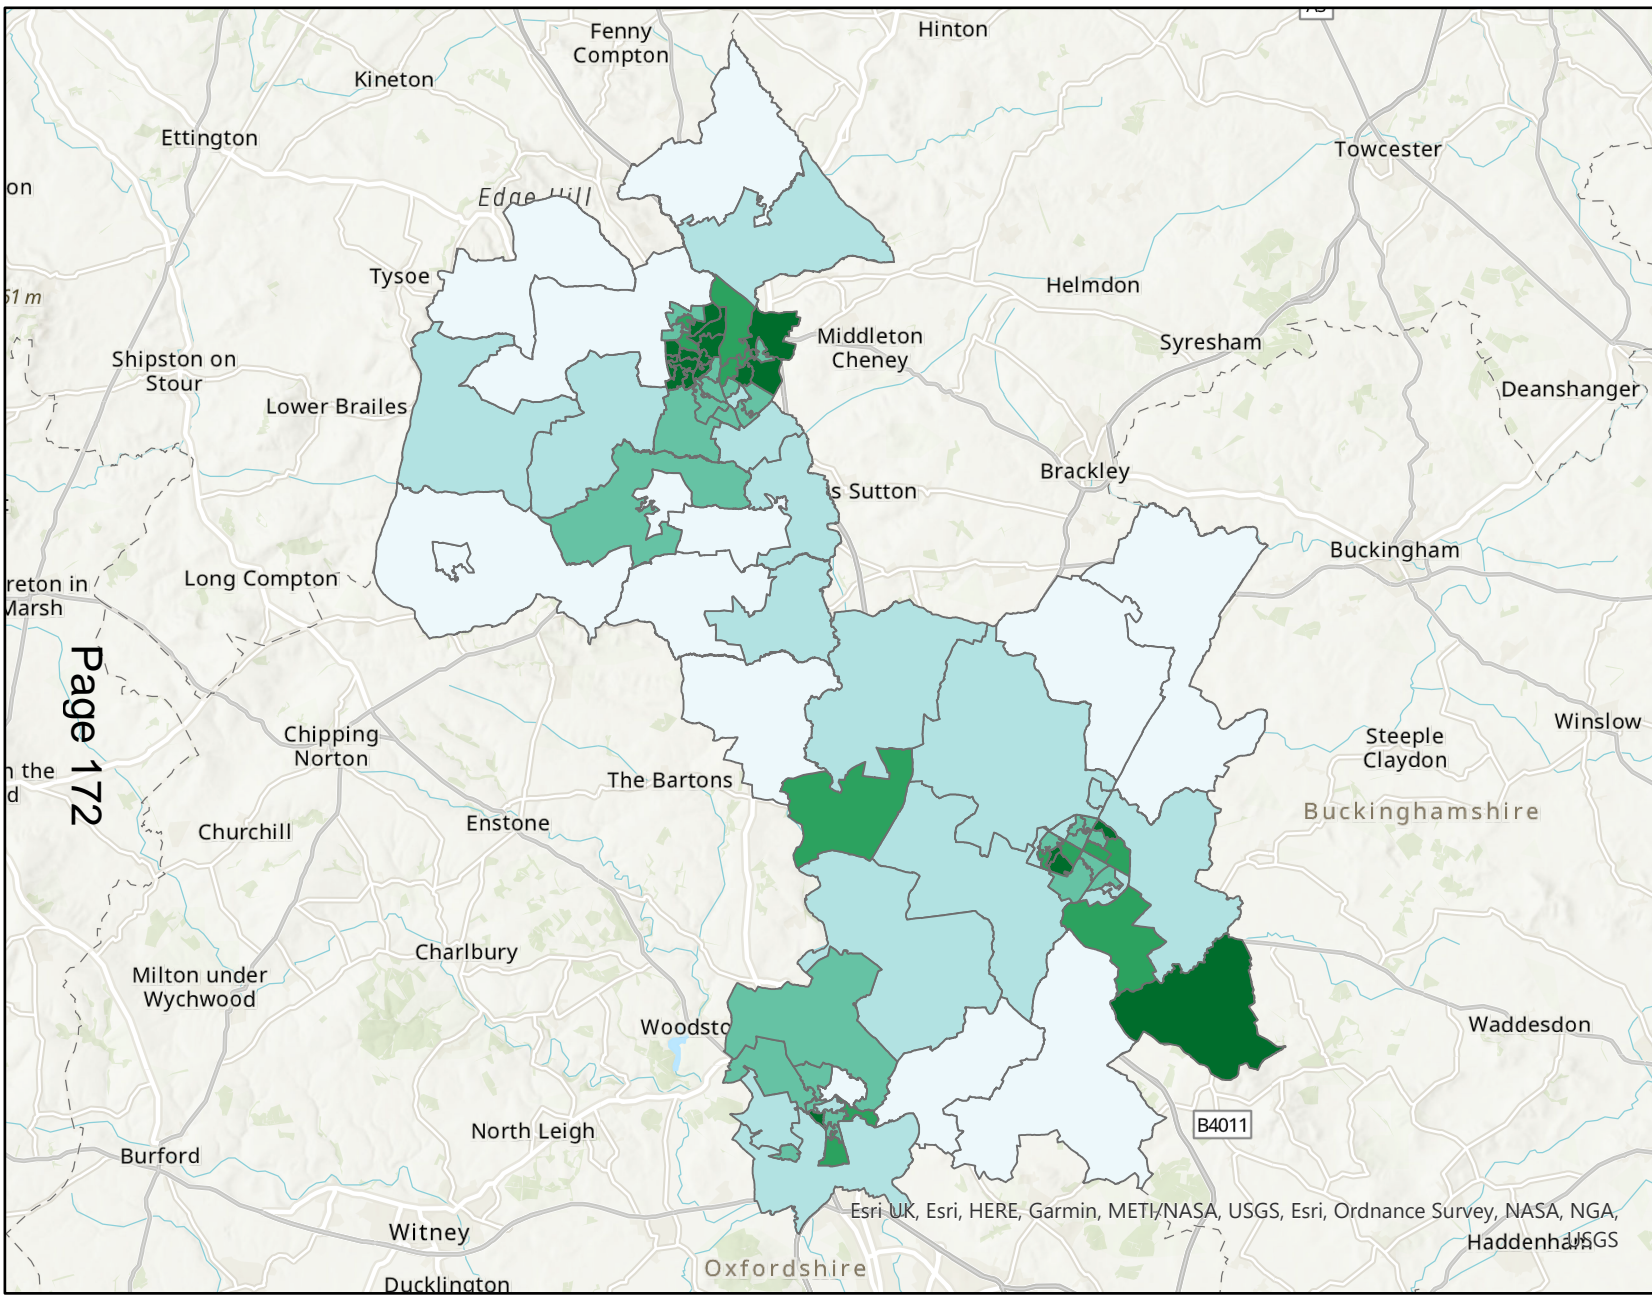 Fenny
Compton
Hinton
Kineton
Ettington
Towcester
on
Edge Hill
Tysoe
Helmdon
51 m
Middleton
Cheney
Syresham
Shipston on
Stour
Deanshanger
Lower Brailes
Brackley
s Sutton
Buckingham
Long Compton
reton in
Marsh
Page 172
Winslow
Chipping
Norton
Steeple
Claydon
n the
d
The Bartons
Buckinghamshire
Enstone
Churchill
Charlbury
Milton under
Wychwood
Woodsto
Waddesdon
North Leigh
B4011
Burford
Esri UK, Esri, HERE, Garmin, METI/NASA, USGS, Esri, Ordnance Survey, NASA, NGA,
USGS
Witney
Haddenham
Oxfordshire
Ducklington